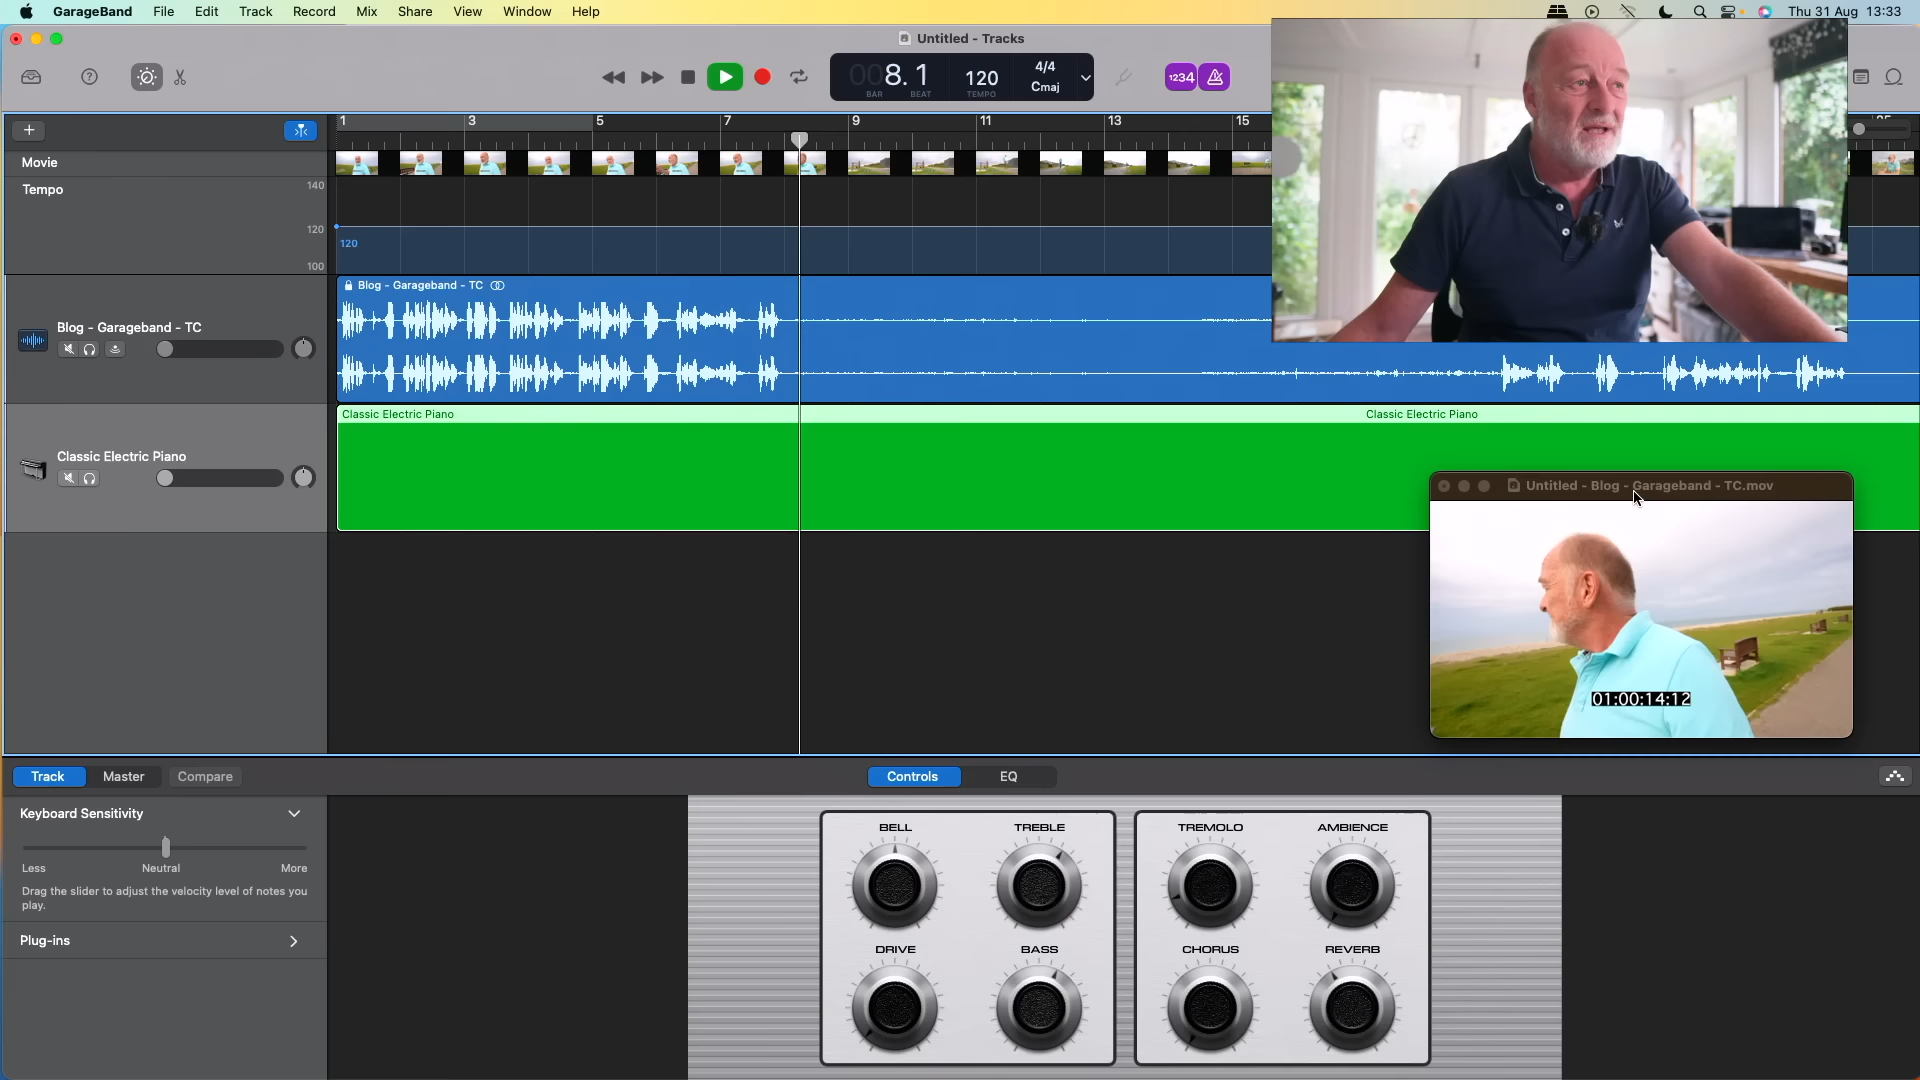 GarageBand File Edit Track Record Mix Share View Window Help Thu 31 Aug 13:33
Untitled - Tracks
008.1 120 4/4 Cmaj 1234
BAR BEAT TEMPO
1 3 5 7 9 11 13 15
Movie
Tempo 140
120
120
100
Blog - Garageband - TC
Blog - Garageband - TC
Classic Electric Piano Classic Electric Piano
Classic Electric Piano
Untitled - Blog - Garageband - TC.mov
01:00:14:12
Track Master Compare Controls EQ
Keyboard Sensitivity
Less Neutral More
Drag the slider to adjust the velocity level of notes you
play.
Plug-ins
BELL TREBLE TREMOLO AMBIENCE
DRIVE BASS CHORUS REVERB